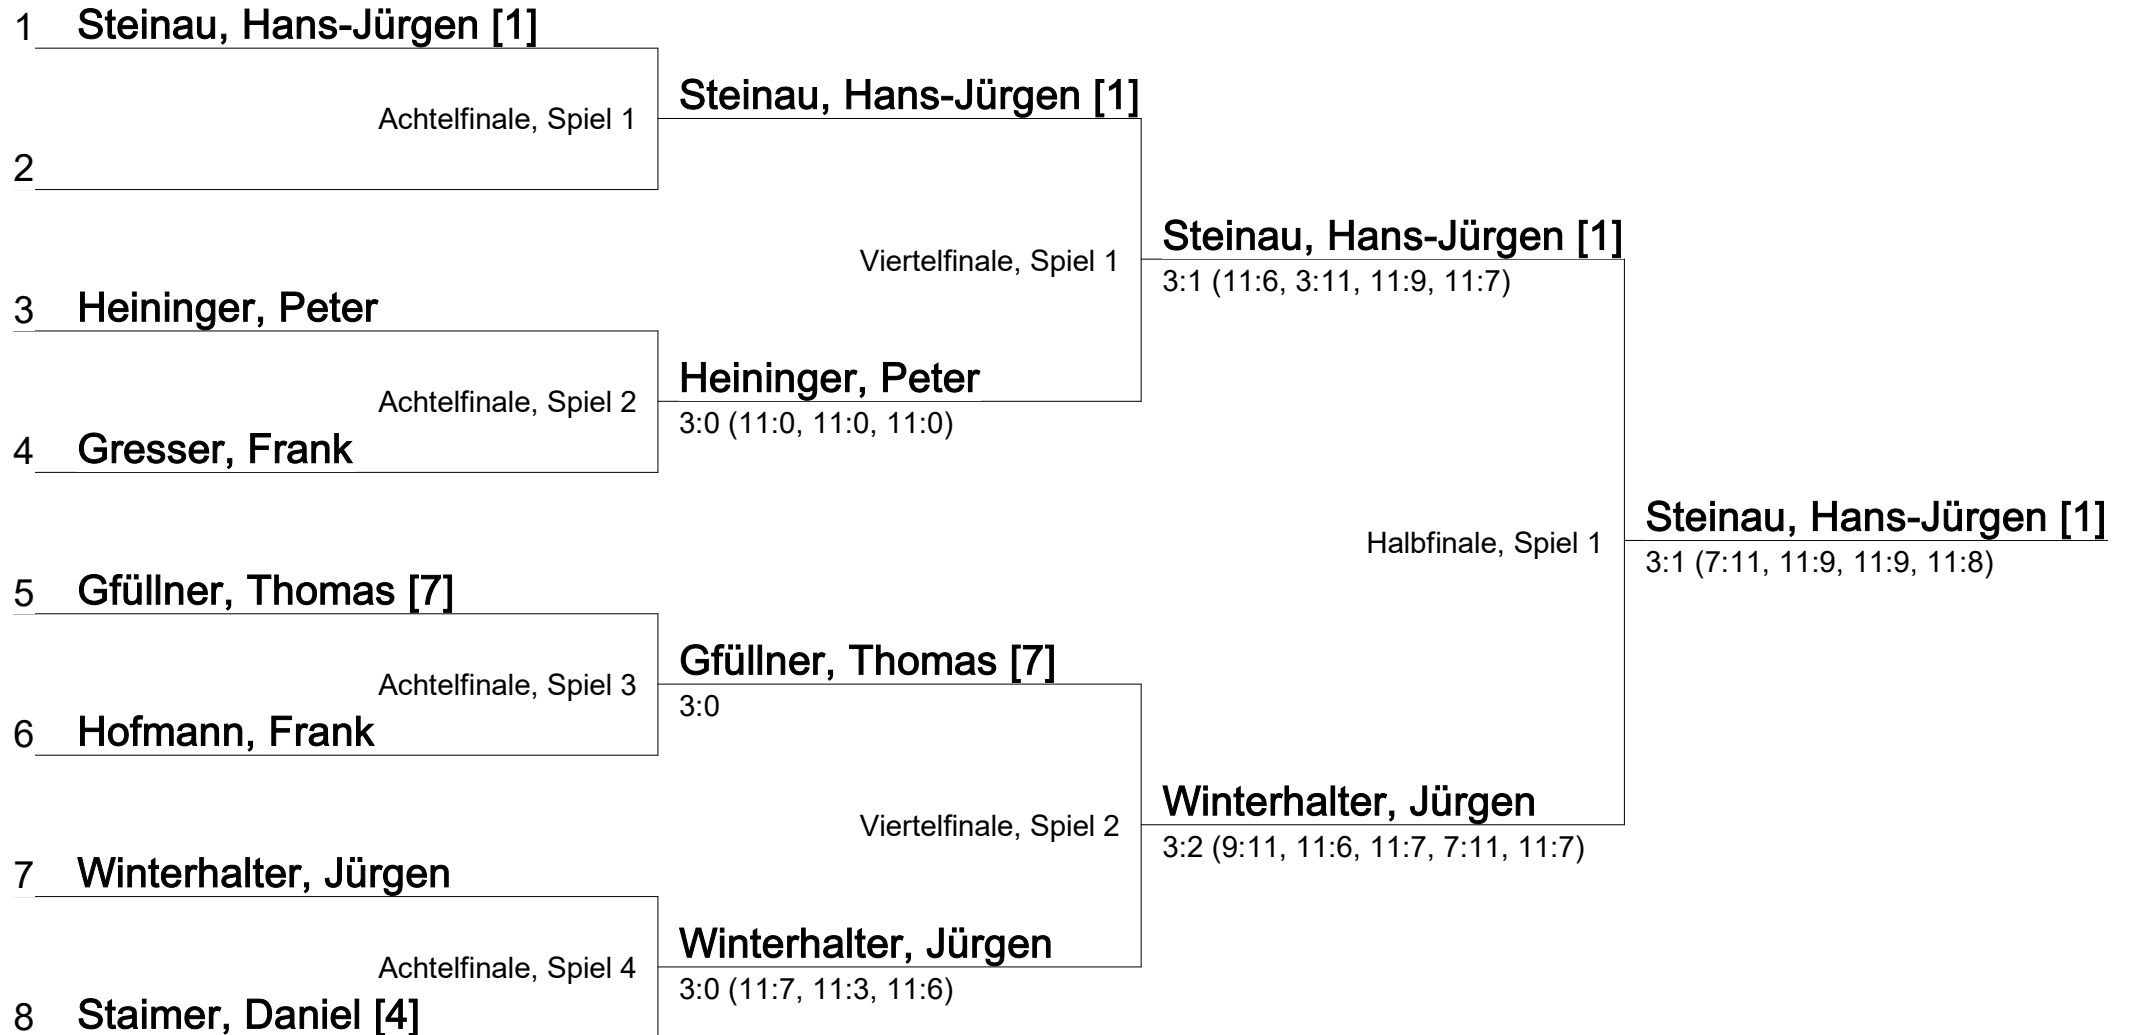 1 Steinau, Hans-Jürgen [1]
Steinau, Hans-Jürgen [1]
Achtelfinale, Spiel 1
2
Steinau, Hans-Jürgen [1]
Viertelfinale, Spiel 1
3:1 (11:6, 3:11, 11:9, 11:7)
3 Heininger, Peter
Heininger, Peter
Achtelfinale, Spiel 2
3:0 (11:0, 11:0, 11:0)
4 Gresser, Frank
Steinau, Hans-Jürgen [1]
Halbfinale, Spiel 1
3:1 (7:11, 11:9, 11:9, 11:8)
5 Gfüllner, Thomas [7]
Gfüllner, Thomas [7]
Achtelfinale, Spiel 3
3:0
6 Hofmann, Frank
Winterhalter, Jürgen
Viertelfinale, Spiel 2
3:2 (9:11, 11:6, 11:7, 7:11, 11:7)
7 Winterhalter, Jürgen
Winterhalter, Jürgen
Achtelfinale, Spiel 4
3:0 (11:7, 11:3, 11:6)
8 Staimer, Daniel [4]